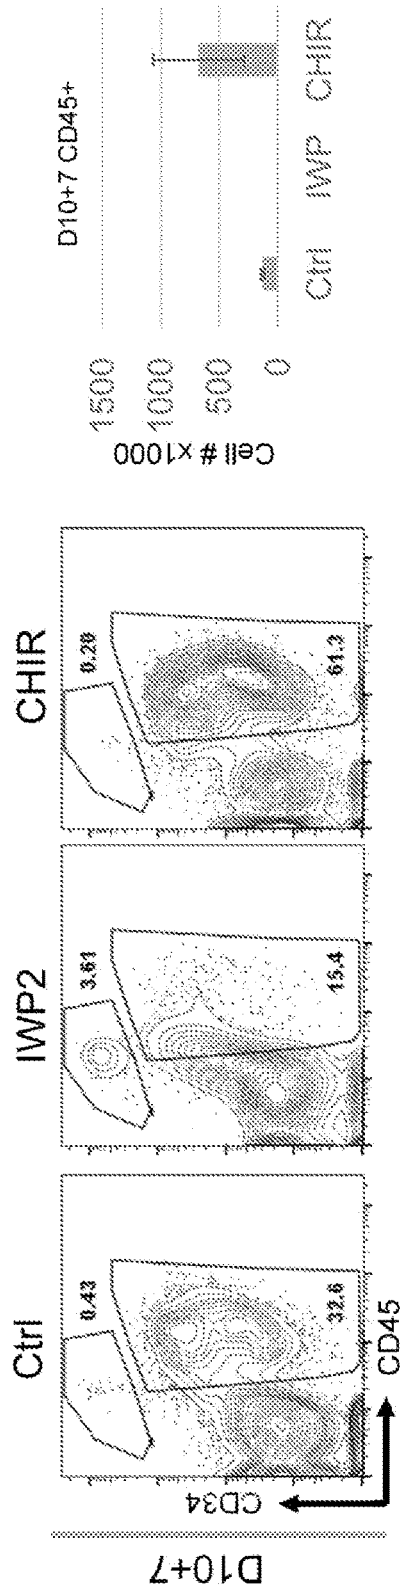 Ctrl
IWP2
CHIR
D10+7
CD34
0.43
32.6
3.61
15.4
0.26
61.3
CD45
D10+7 CD45+
Cell # x1000
1500
1000
500
0
Ctrl IWP CHIR